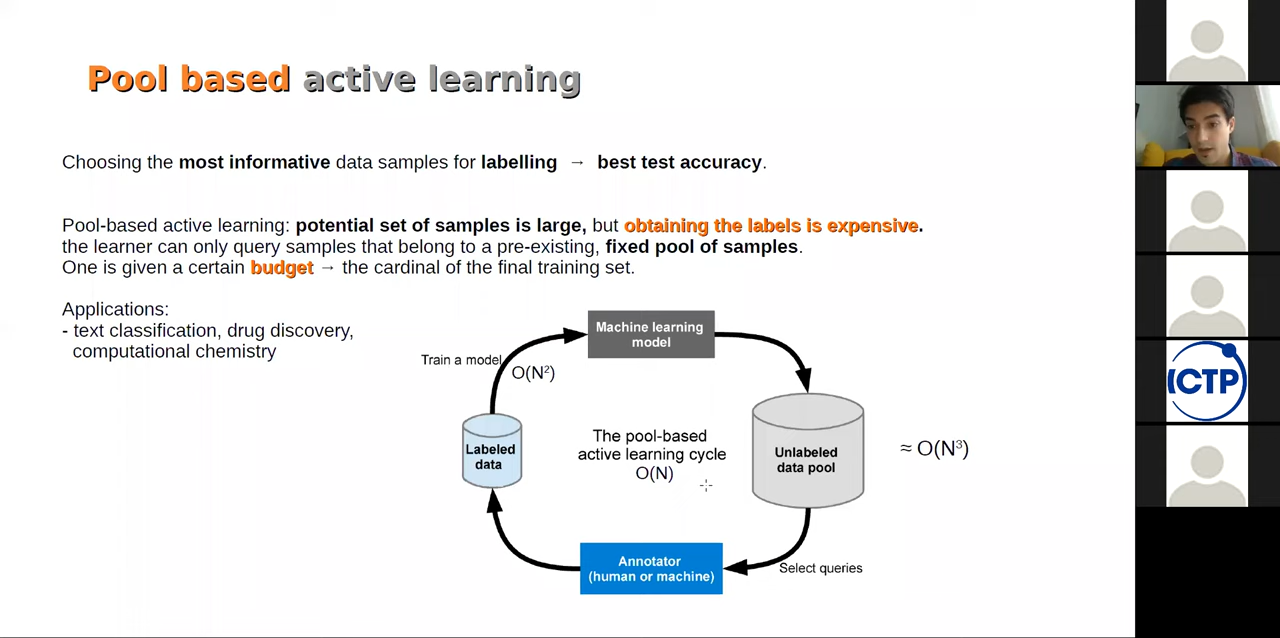 Pool based active learning
Choosing the most informative data samples for labelling → best test accuracy.
Pool-based active learning: potential set of samples is large, but obtaining the labels is expensive.
the learner can only query samples that belong to a pre-existing, fixed pool of samples.
One is given a certain budget → the cardinal of the final training set.
Applications:
- text classification, drug discovery,
computational chemistry
Machine learning
model
Train a model
O(N²)
Labeled
data
The pool-based
active learning cycle
O(N)
Unlabeled
data pool
≈ O(N³)
Annotator
(human or machine)
Select queries
ICTP